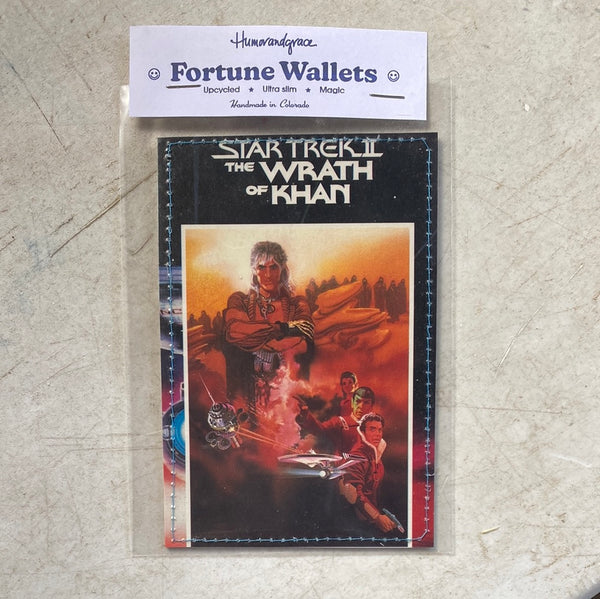 Humorandgrace
Fortune Wallets
Upcycled ★ Ultra slim ★ Magic
Handmade in Colorado
STAR TREK II
THE WRATH
OF KHAN